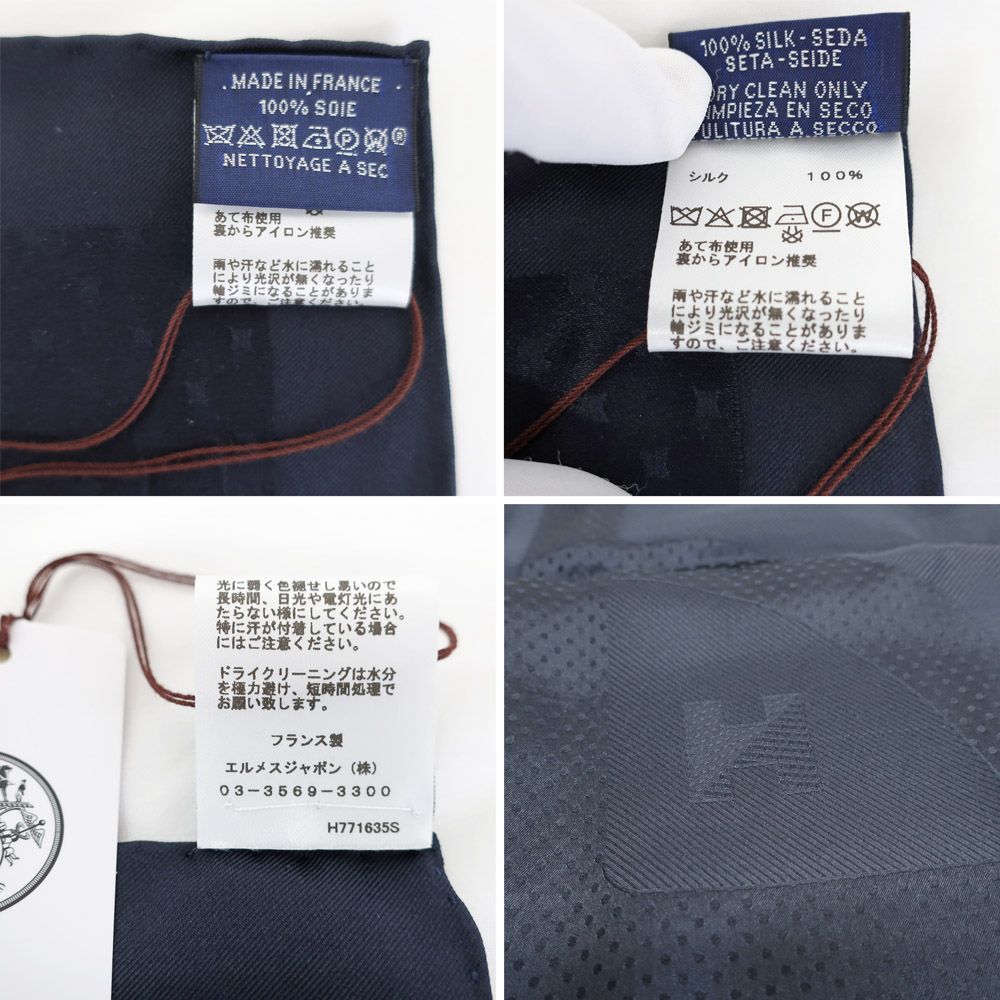 MADE IN FRANCE
100% SOIE
NETTOYAGE A SEC
あて布使用
裏からアイロン推奨
雨や汗など水に濡れること
により光沢が無くなったり
輪ジミになることがありま
すので、ご注意ください。
100% SILK - SEDA
SETA - SEIDE
DRY CLEAN ONLY
LIMPIEZA EN SECO
PULITURA A SECCO
シルク 100%
F W
あて布使用
裏からアイロン推奨
雨や汗など水に濡れること
により光沢が無くなったり
輪ジミになることがありま
すので、ご注意ください。
光に弱く色褪せし易いので
長時間、日光や電灯光にあ
たらない様にしてください。
特に汗が付着している場合
にはご注意ください。
ドライクリーニングは水分
を極力避け、短時間処理で
お願い致します。
フランス製
エルメスジャポン（株）
03-3569-3300
H771635S
H